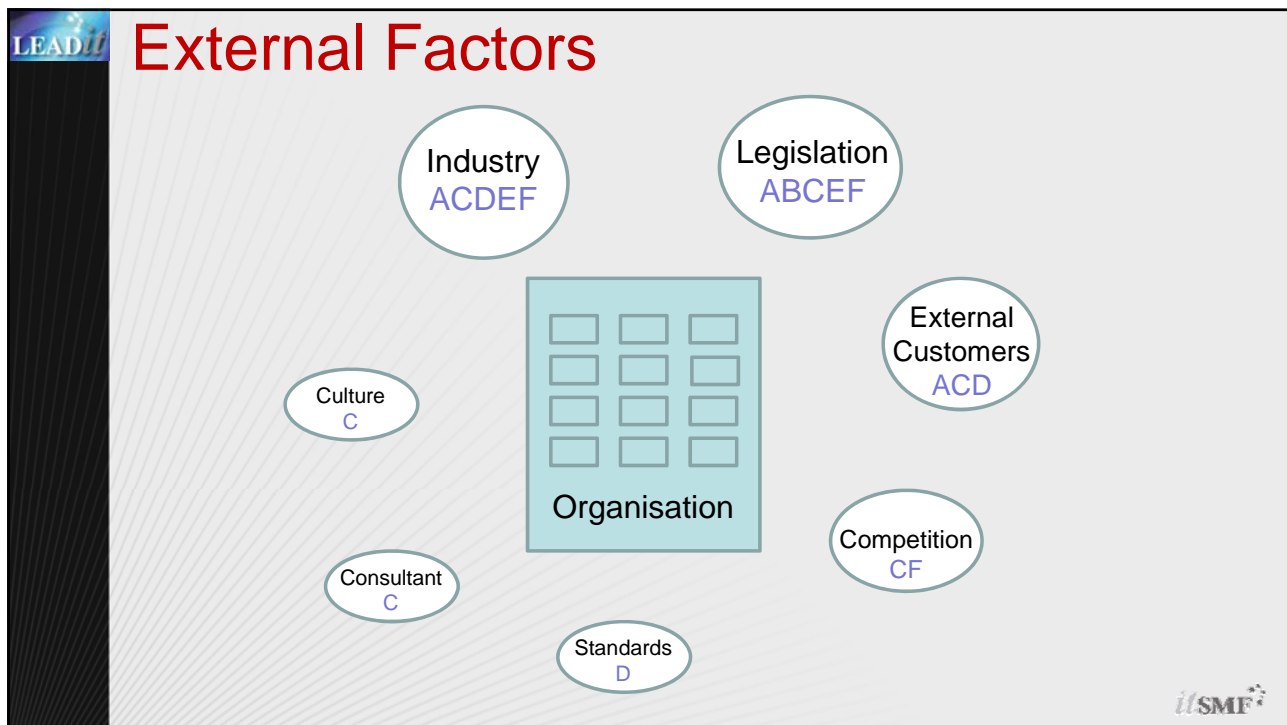 LEADit
External Factors
Industry
ACDEF
Legislation
ABCEF
External
Customers
ACD
Culture
C
Organisation
Competition
CF
Consultant
C
Standards
D
itSMF